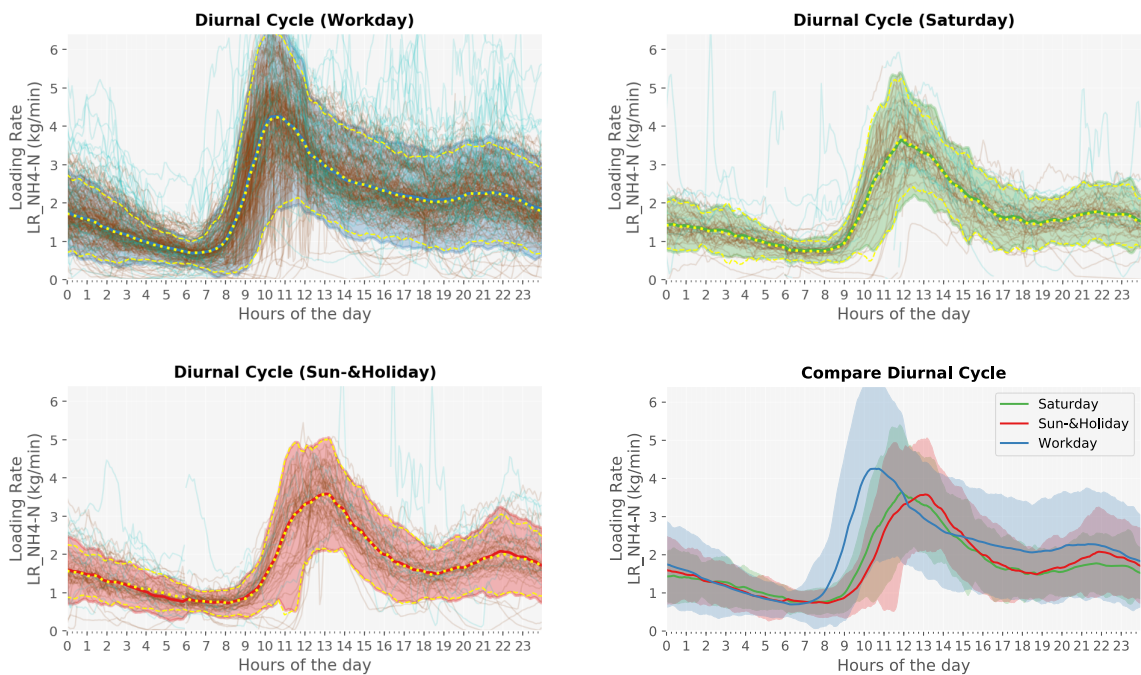 Diurnal Cycle (Workday)
Loading Rate
LR_NH4-N (kg/min)
6
5
4
3
2
1
0
0 1 2 3 4 5 6 7 8 9 10 11 12 13 14 15 16 17 18 19 20 21 22 23
Hours of the day
Diurnal Cycle (Saturday)
Loading Rate
LR_NH4-N (kg/min)
6
5
4
3
2
1
0
0 1 2 3 4 5 6 7 8 9 10 11 12 13 14 15 16 17 18 19 20 21 22 23
Hours of the day
Diurnal Cycle (Sun-&Holiday)
Loading Rate
LR_NH4-N (kg/min)
6
5
4
3
2
1
0
0 1 2 3 4 5 6 7 8 9 10 11 12 13 14 15 16 17 18 19 20 21 22 23
Hours of the day
Compare Diurnal Cycle
Loading Rate
LR_NH4-N (kg/min)
6
5
4
3
2
1
0
Saturday
Sun-&Holiday
Workday
0 1 2 3 4 5 6 7 8 9 10 11 12 13 14 15 16 17 18 19 20 21 22 23
Hours of the day